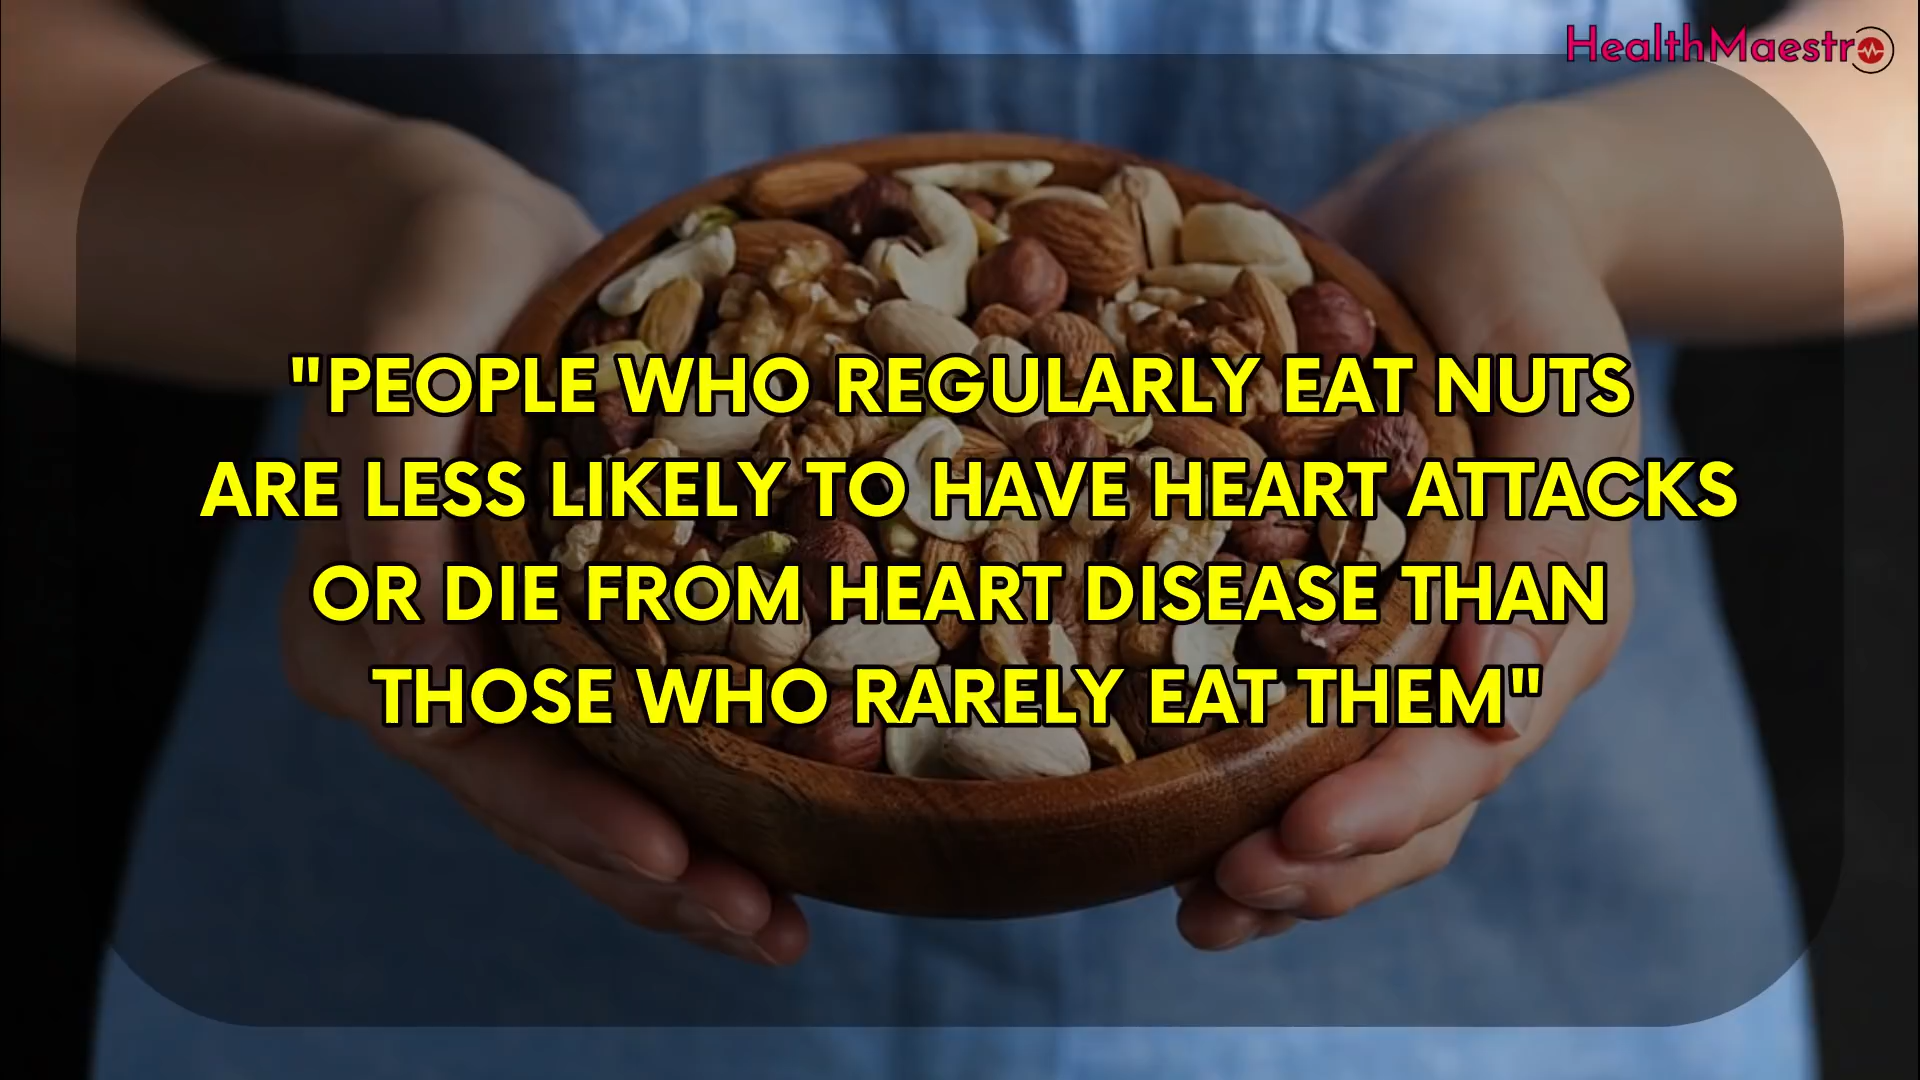 HealthMaestro
"PEOPLE WHO REGULARLY EAT NUTS
ARE LESS LIKELY TO HAVE HEART ATTACKS
OR DIE FROM HEART DISEASE THAN
THOSE WHO RARELY EAT THEM"